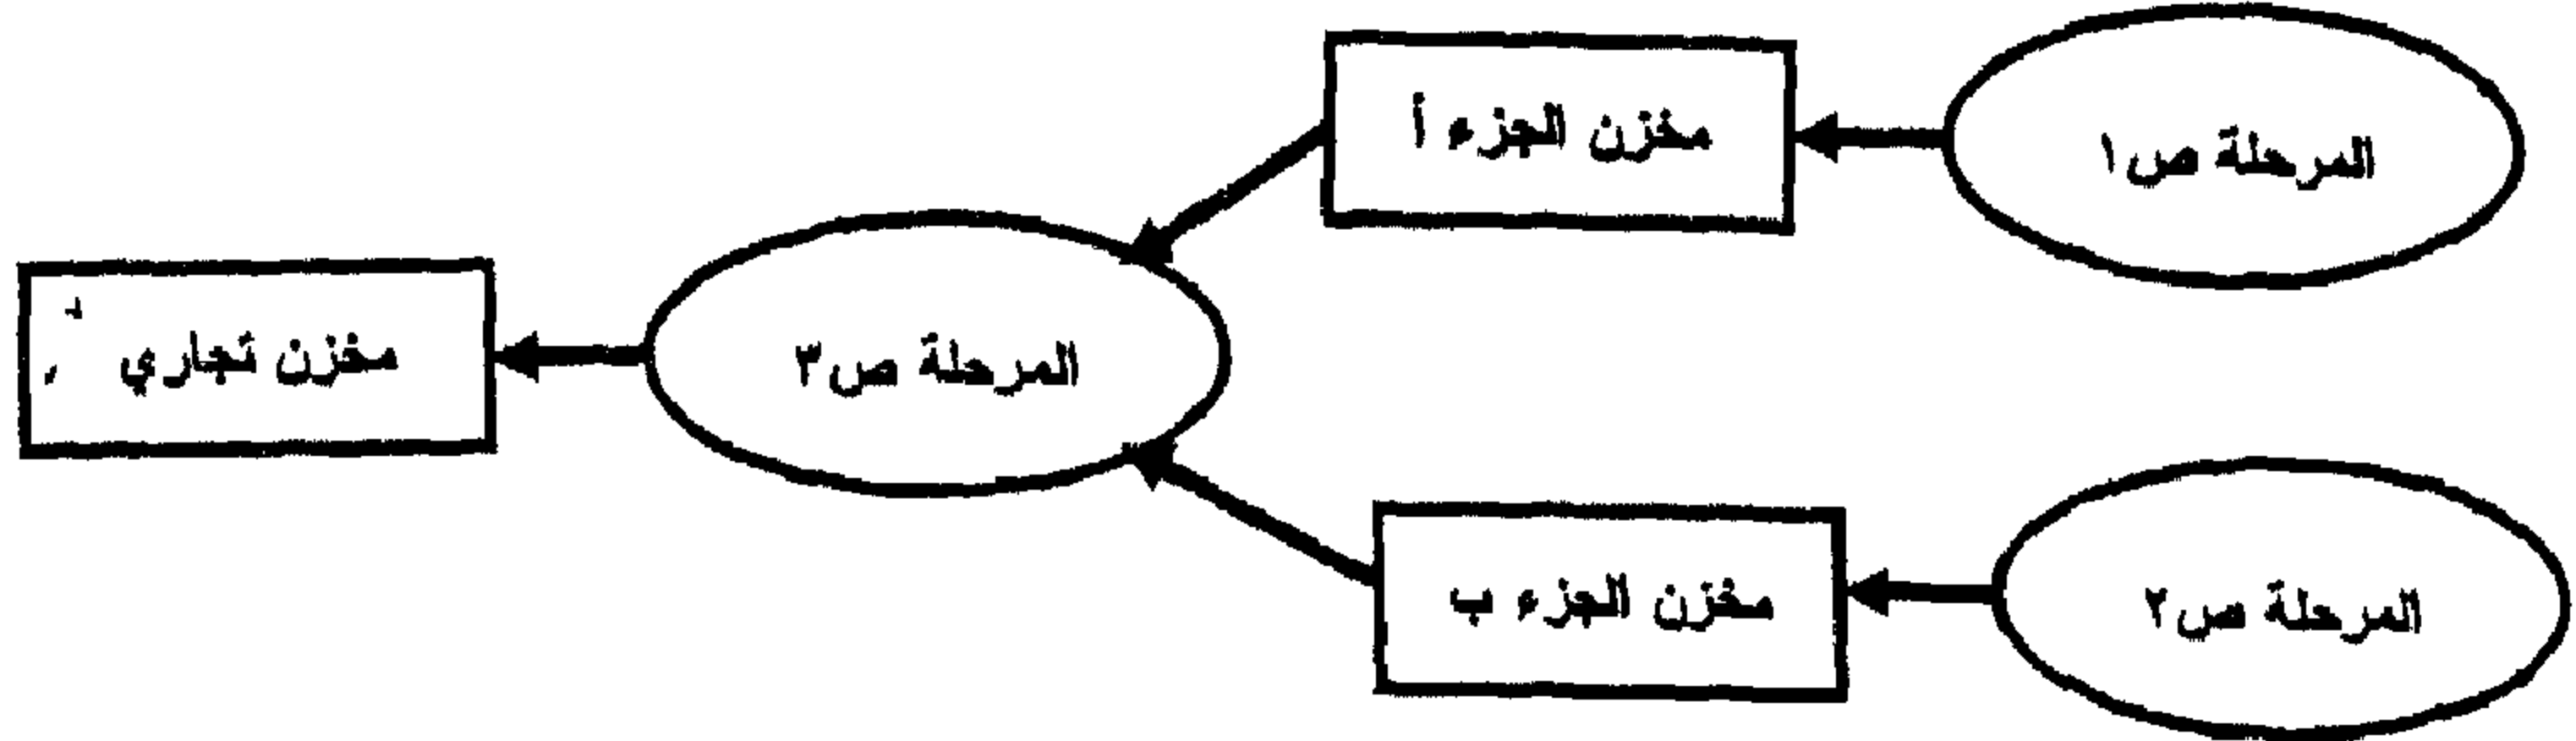 المرحلة ص١
مخزن الجزء أ
المرحلة ص٣
مخزن تجاري
المرحلة ص٢
مخزن الجزء ب